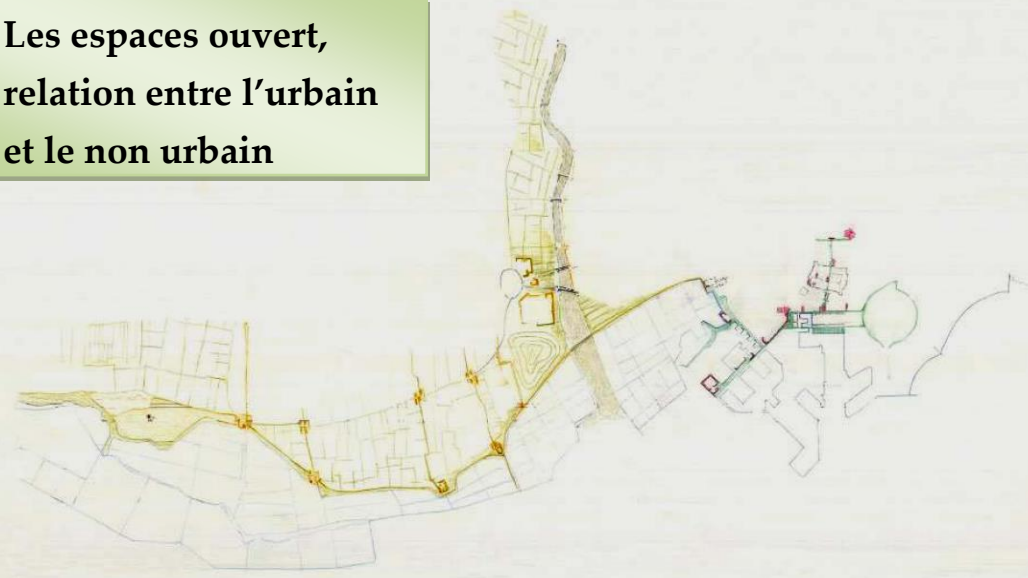 Les espaces ouvert,
relation entre l’urbain
et le non urbain